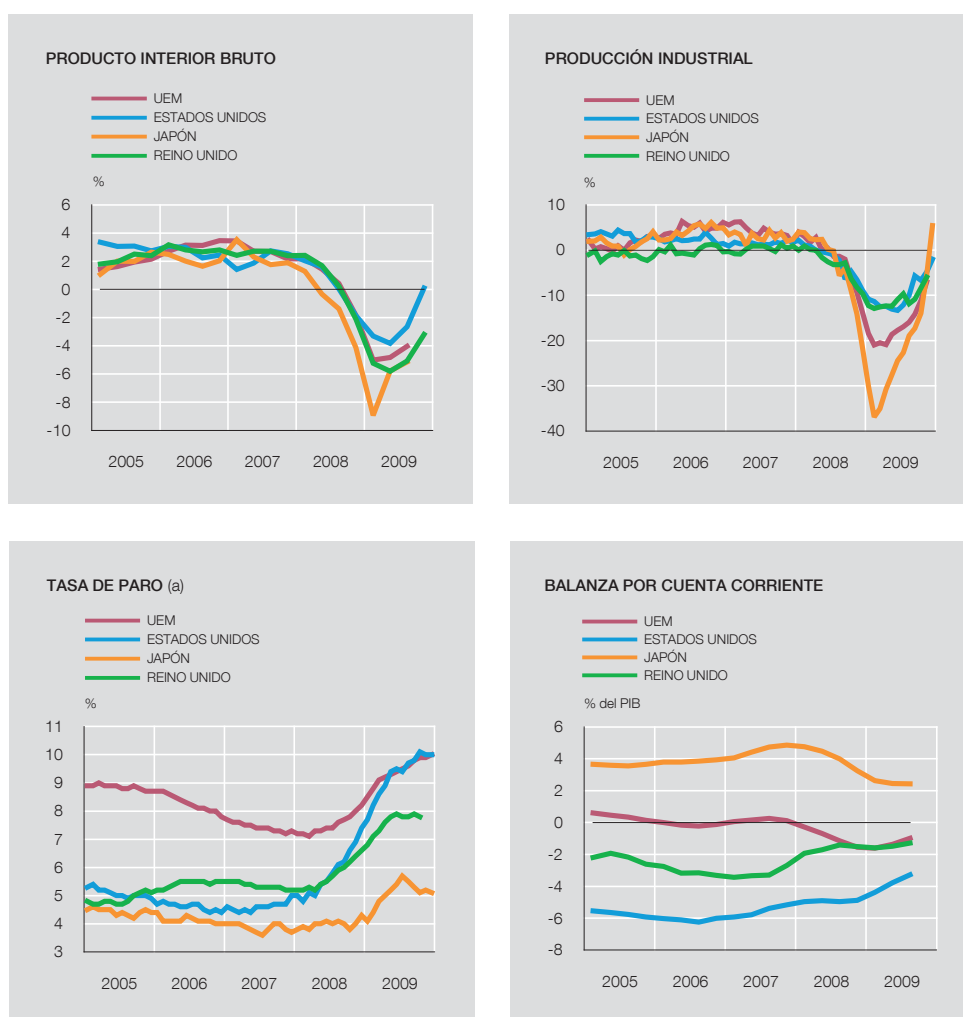 PRODUCTO INTERIOR BRUTO
UEM
ESTADOS UNIDOS
JAPÓN
REINO UNIDO
%
6
4
2
0
-2
-4
-6
-8
-10
2005 2006 2007 2008 2009
PRODUCCIÓN INDUSTRIAL
UEM
ESTADOS UNIDOS
JAPÓN
REINO UNIDO
%
10
0
-10
-20
-30
-40
2005 2006 2007 2008 2009
TASA DE PARO (a)
UEM
ESTADOS UNIDOS
JAPÓN
REINO UNIDO
%
11
10
9
8
7
6
5
4
3
2005 2006 2007 2008 2009
BALANZA POR CUENTA CORRIENTE
UEM
ESTADOS UNIDOS
JAPÓN
REINO UNIDO
% del PIB
6
4
2
0
-2
-4
-6
-8
2005 2006 2007 2008 2009